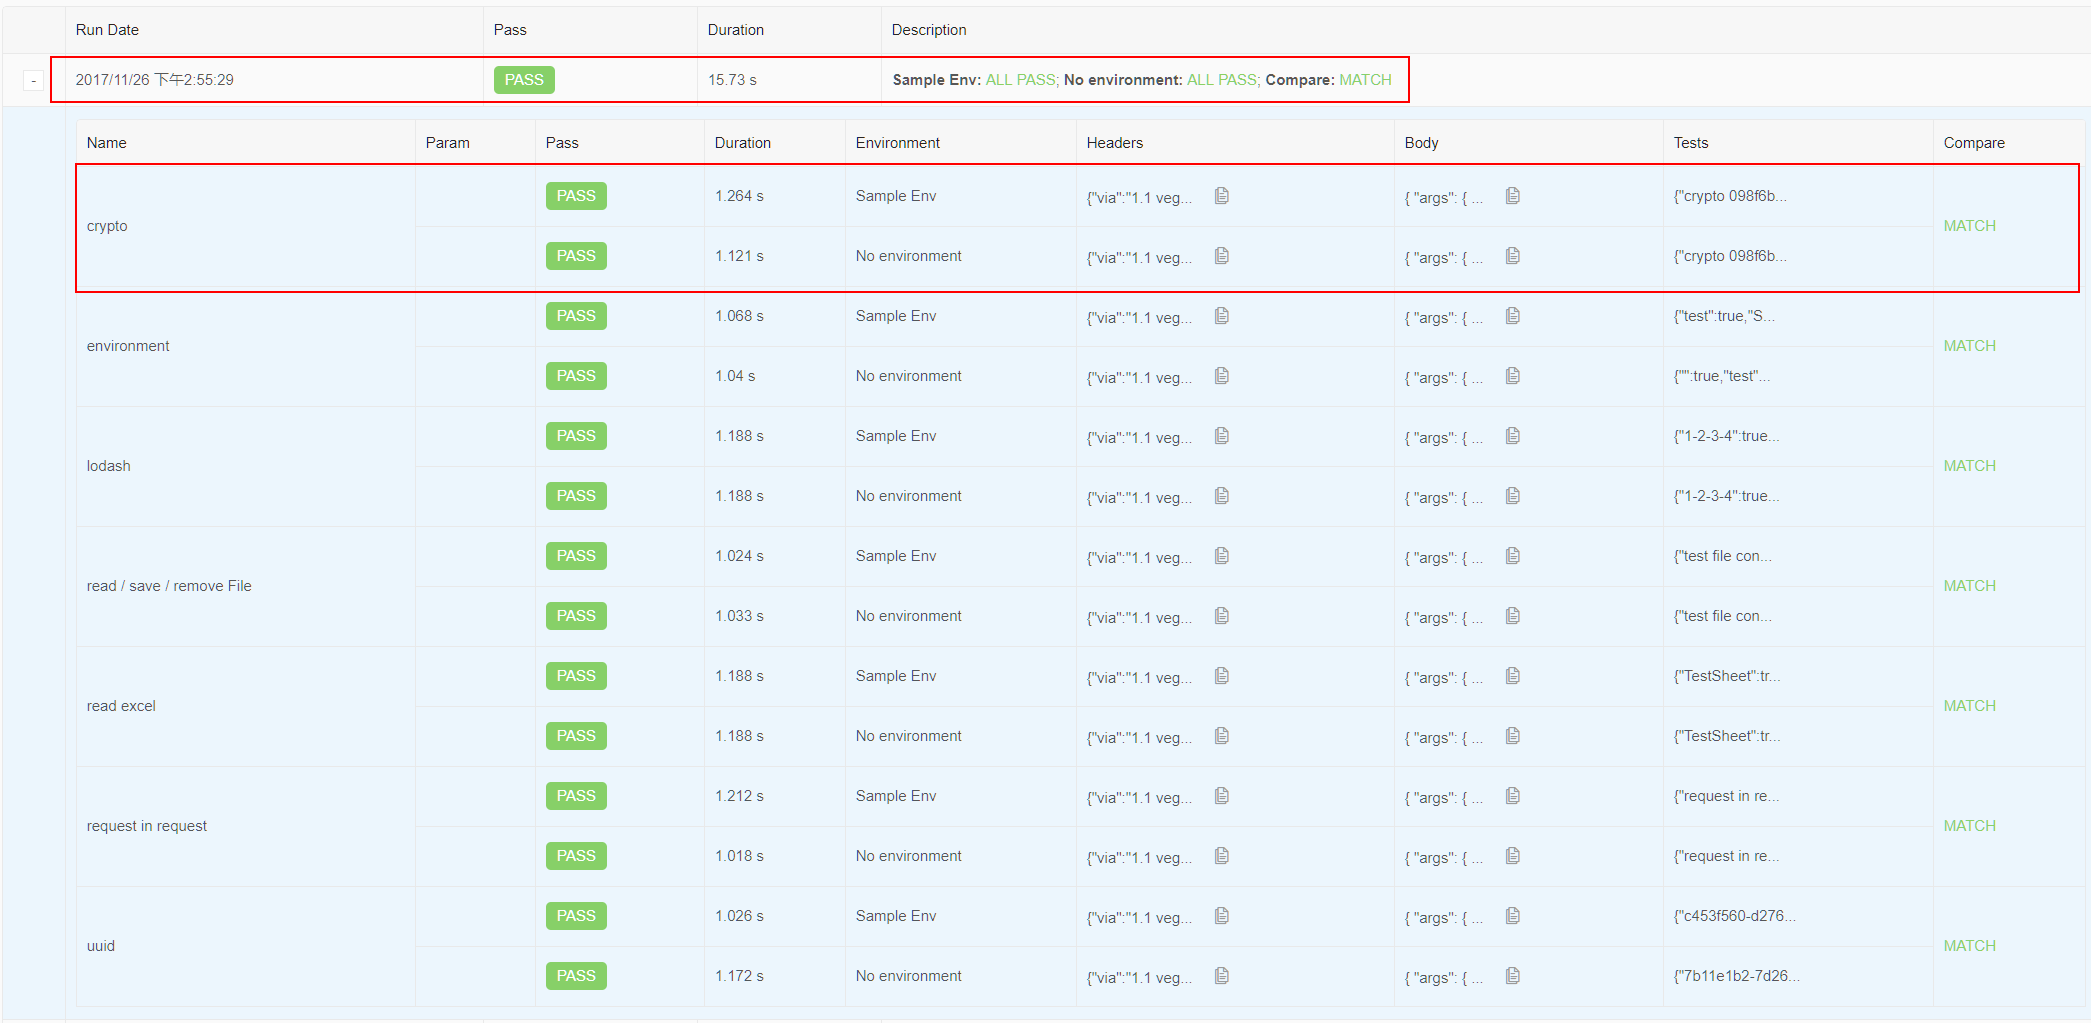 Run Date Pass Duration Description
- 2017/11/26 下午2:55:29 PASS 15.73 s Sample Env: ALL PASS; No environment: ALL PASS; Compare: MATCH
Name Param Pass Duration Environment Headers Body Tests Compare
PASS 1.264 s Sample Env {"via":"1.1 veg... { "args": { ... {"crypto 098f6b...
crypto MATCH
PASS 1.121 s No environment {"via":"1.1 veg... { "args": { ... {"crypto 098f6b...
PASS 1.068 s Sample Env {"via":"1.1 veg... { "args": { ... {"test":true,"S...
environment MATCH
PASS 1.04 s No environment {"via":"1.1 veg... { "args": { ... {"":true,"test"...
PASS 1.188 s Sample Env {"via":"1.1 veg... { "args": { ... {"1-2-3-4":true...
lodash MATCH
PASS 1.188 s No environment {"via":"1.1 veg... { "args": { ... {"1-2-3-4":true...
PASS 1.024 s Sample Env {"via":"1.1 veg... { "args": { ... {"test file con...
read / save / remove File MATCH
PASS 1.033 s No environment {"via":"1.1 veg... { "args": { ... {"test file con...
PASS 1.188 s Sample Env {"via":"1.1 veg... { "args": { ... {"TestSheet":tr...
read excel MATCH
PASS 1.188 s No environment {"via":"1.1 veg... { "args": { ... {"TestSheet":tr...
PASS 1.212 s Sample Env {"via":"1.1 veg... { "args": { ... {"request in re...
request in request MATCH
PASS 1.018 s No environment {"via":"1.1 veg... { "args": { ... {"request in re...
PASS 1.026 s Sample Env {"via":"1.1 veg... { "args": { ... {"c453f560-d276...
uuid MATCH
PASS 1.172 s No environment {"via":"1.1 veg... { "args": { ... {"7b11e1b2-7d26...